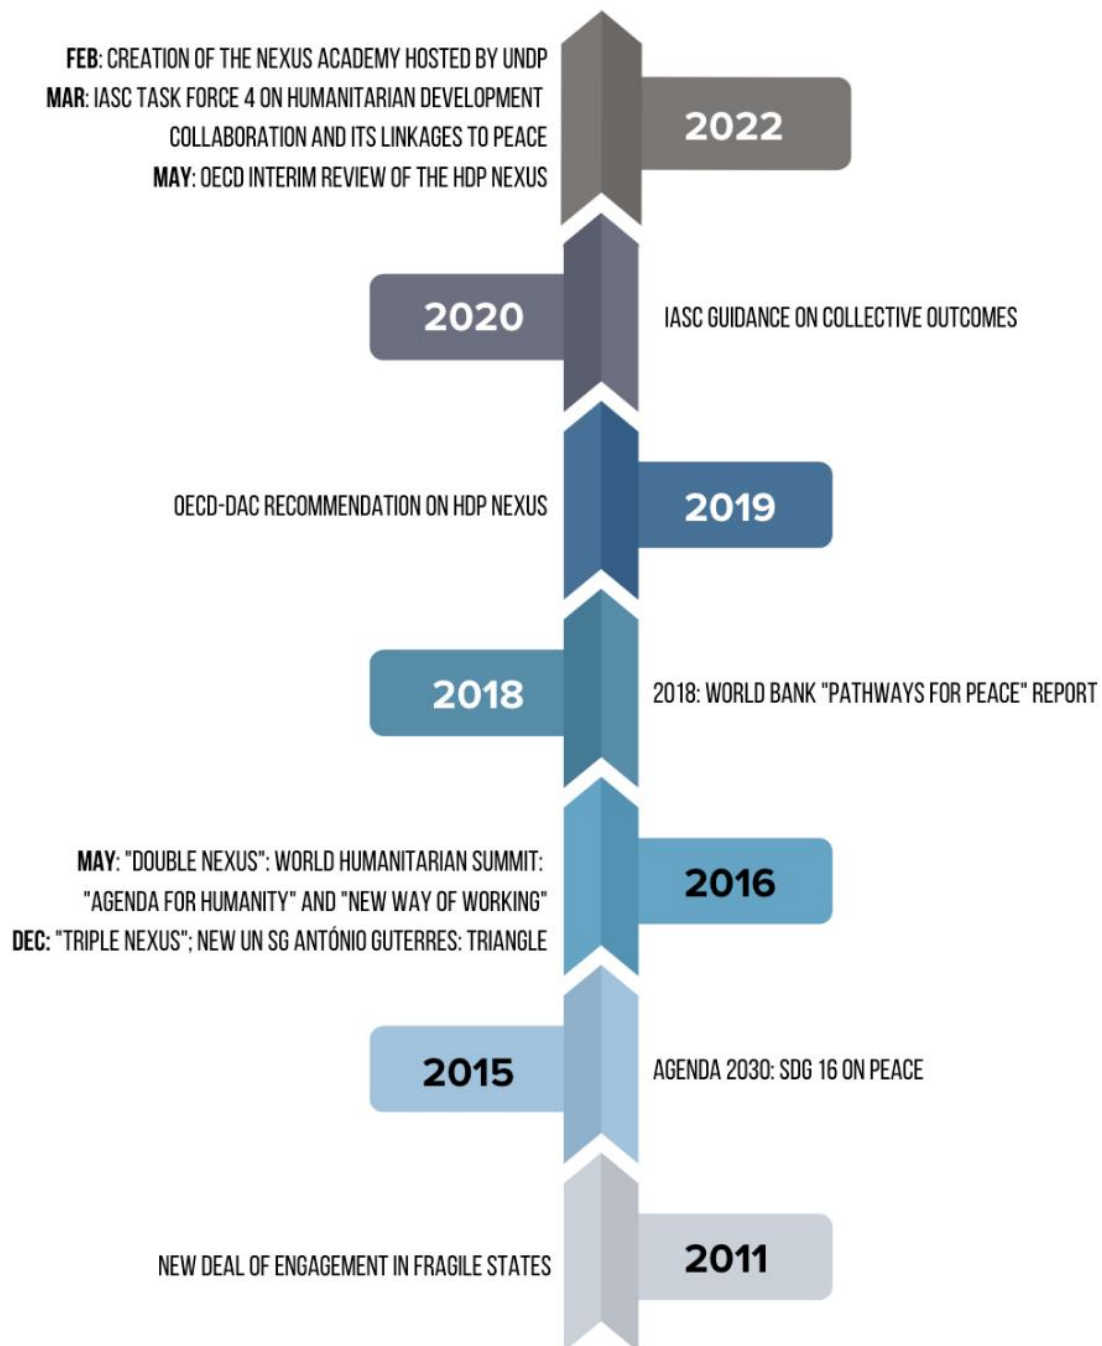 FEB: CREATION OF THE NEXUS ACADEMY HOSTED BY UNDP
MAR: IASC TASK FORCE 4 ON HUMANITARIAN DEVELOPMENT
COLLABORATION AND ITS LINKAGES TO PEACE
MAY: OECD INTERIM REVIEW OF THE HDP NEXUS
2022
2020
IASC GUIDANCE ON COLLECTIVE OUTCOMES
OECD-DAC RECOMMENDATION ON HDP NEXUS
2019
2018
2018: WORLD BANK "PATHWAYS FOR PEACE" REPORT
MAY: "DOUBLE NEXUS": WORLD HUMANITARIAN SUMMIT:
"AGENDA FOR HUMANITY" AND "NEW WAY OF WORKING"
DEC: "TRIPLE NEXUS"; NEW UN SG ANTÓNIO GUTERRES: TRIANGLE
2016
2015
AGENDA 2030: SDG 16 ON PEACE
NEW DEAL OF ENGAGEMENT IN FRAGILE STATES
2011